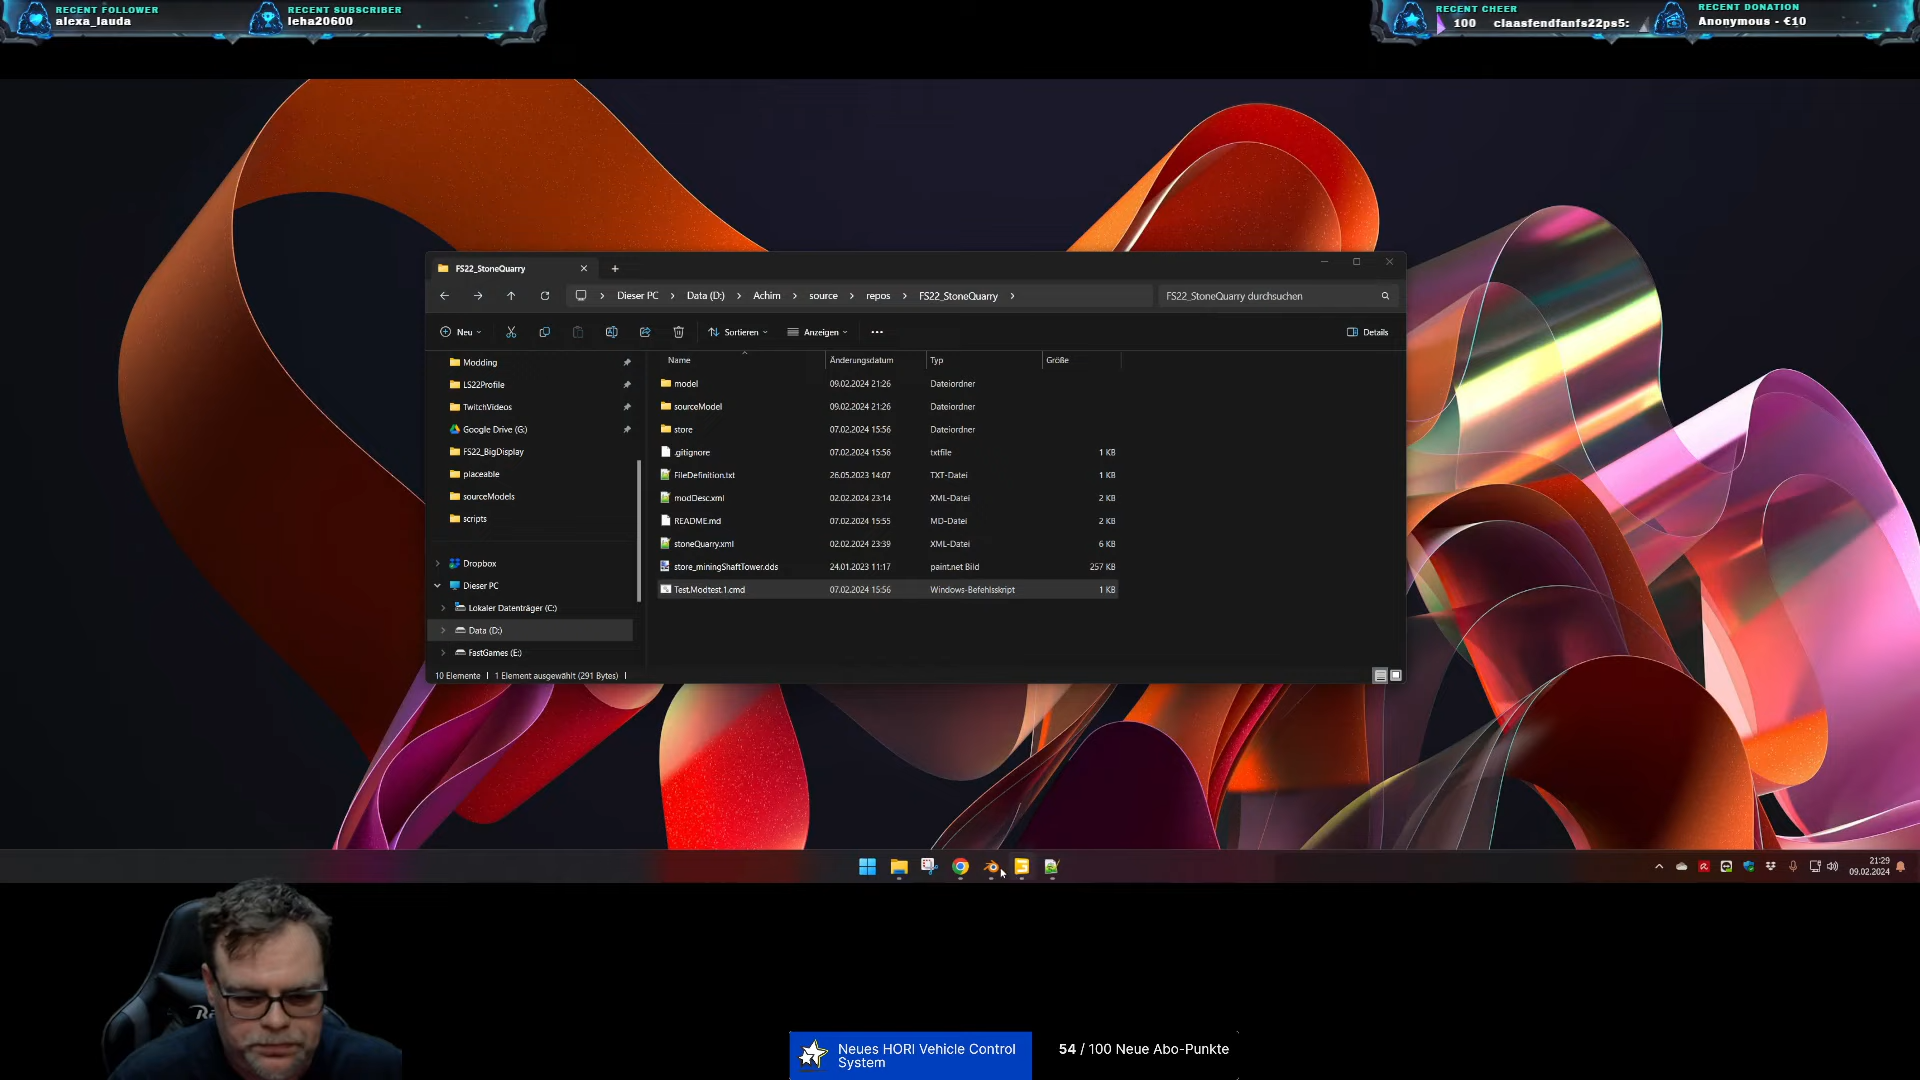 RECENT FOLLOWER
alexa_lauda
RECENT SUBSCRIBER
leha20600
RECENT CHEER
100 claasfendfanfs22ps5:
RECENT DONATION
Anonymous - €10
FS22_StoneQuarry
Dieser PC
Data (D:)
Achim
source
repos
FS22_StoneQuarry
FS22_StoneQuarry durchsuchen
Neu
Sortieren
Anzeigen
Details
Modding
LS22Profile
TwitchVideos
Google Drive (G:)
FS22_BigDisplay
placeable
sourceModels
scripts
Dropbox
Dieser PC
Lokaler Datenträger (C:)
Data (D:)
FastGames (E:)
Name Änderungsdatum Typ Größe
model 09.02.2024 21:26 Dateiordner
sourceModel 09.02.2024 21:26 Dateiordner
store 07.02.2024 15:56 Dateiordner
.gitignore 07.02.2024 15:56 txtfile 1 KB
FileDefinition.txt 26.05.2023 14:07 TXT-Datei 1 KB
modDesc.xml 02.02.2024 23:14 XML-Datei 2 KB
README.md 07.02.2024 15:55 MD-Datei 2 KB
stoneQuarry.xml 02.02.2024 23:39 XML-Datei 6 KB
store_miningShaftTower.dds 24.01.2023 11:17 paint.net Bild 257 KB
Test.Modtest.1.cmd 07.02.2024 15:56 Windows-Befehlsskript 1 KB
10 Elemente 1 Element ausgewählt (291 Bytes)
21:29
09.02.2024
Neues HORI Vehicle Control
System
54 / 100 Neue Abo-Punkte